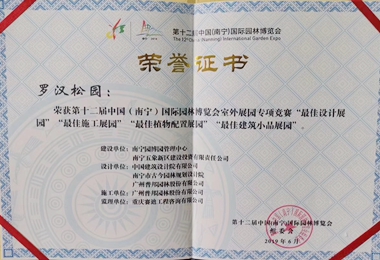 第十二届中国(南宁)国际园林博览会
The 12th China(Nanning) International Garden Expo
荣誉证书
罗汉松园：
荣获第十二届中国（南宁）国际园林博览会室外展园专项竞赛“最佳设计展
园”“最佳施工展园”“最佳植物配置展园”“最佳建筑小品展园”。
建设单位：南宁园博园管理中心
南宁五象新区建设投资有限责任公司
设计单位：中国建筑设计院有限公司
南宁市古今园林规划设计院
广州普邦园林股份有限公司
施工单位：广州普邦园林股份有限公司
监理单位：重庆赛迪工程咨询有限公司
第十二届中国(南宁)国际园林博览会
组委会
2019年6月